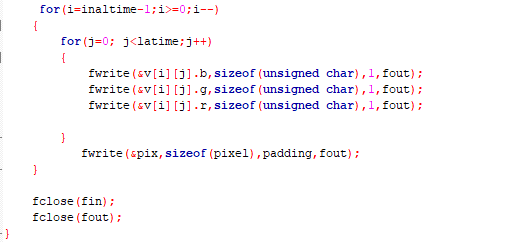 for(i=inaltime-1;i>=0;i--)
{
for(j=0; j<latime;j++)
{
fwrite(&v[i][j].b,sizeof(unsigned char),1,fout);
fwrite(&v[i][j].g,sizeof(unsigned char),1,fout);
fwrite(&v[i][j].r,sizeof(unsigned char),1,fout);
}
fwrite(&pix,sizeof(pixel),padding,fout);
}
fclose(fin);
fclose(fout);
}